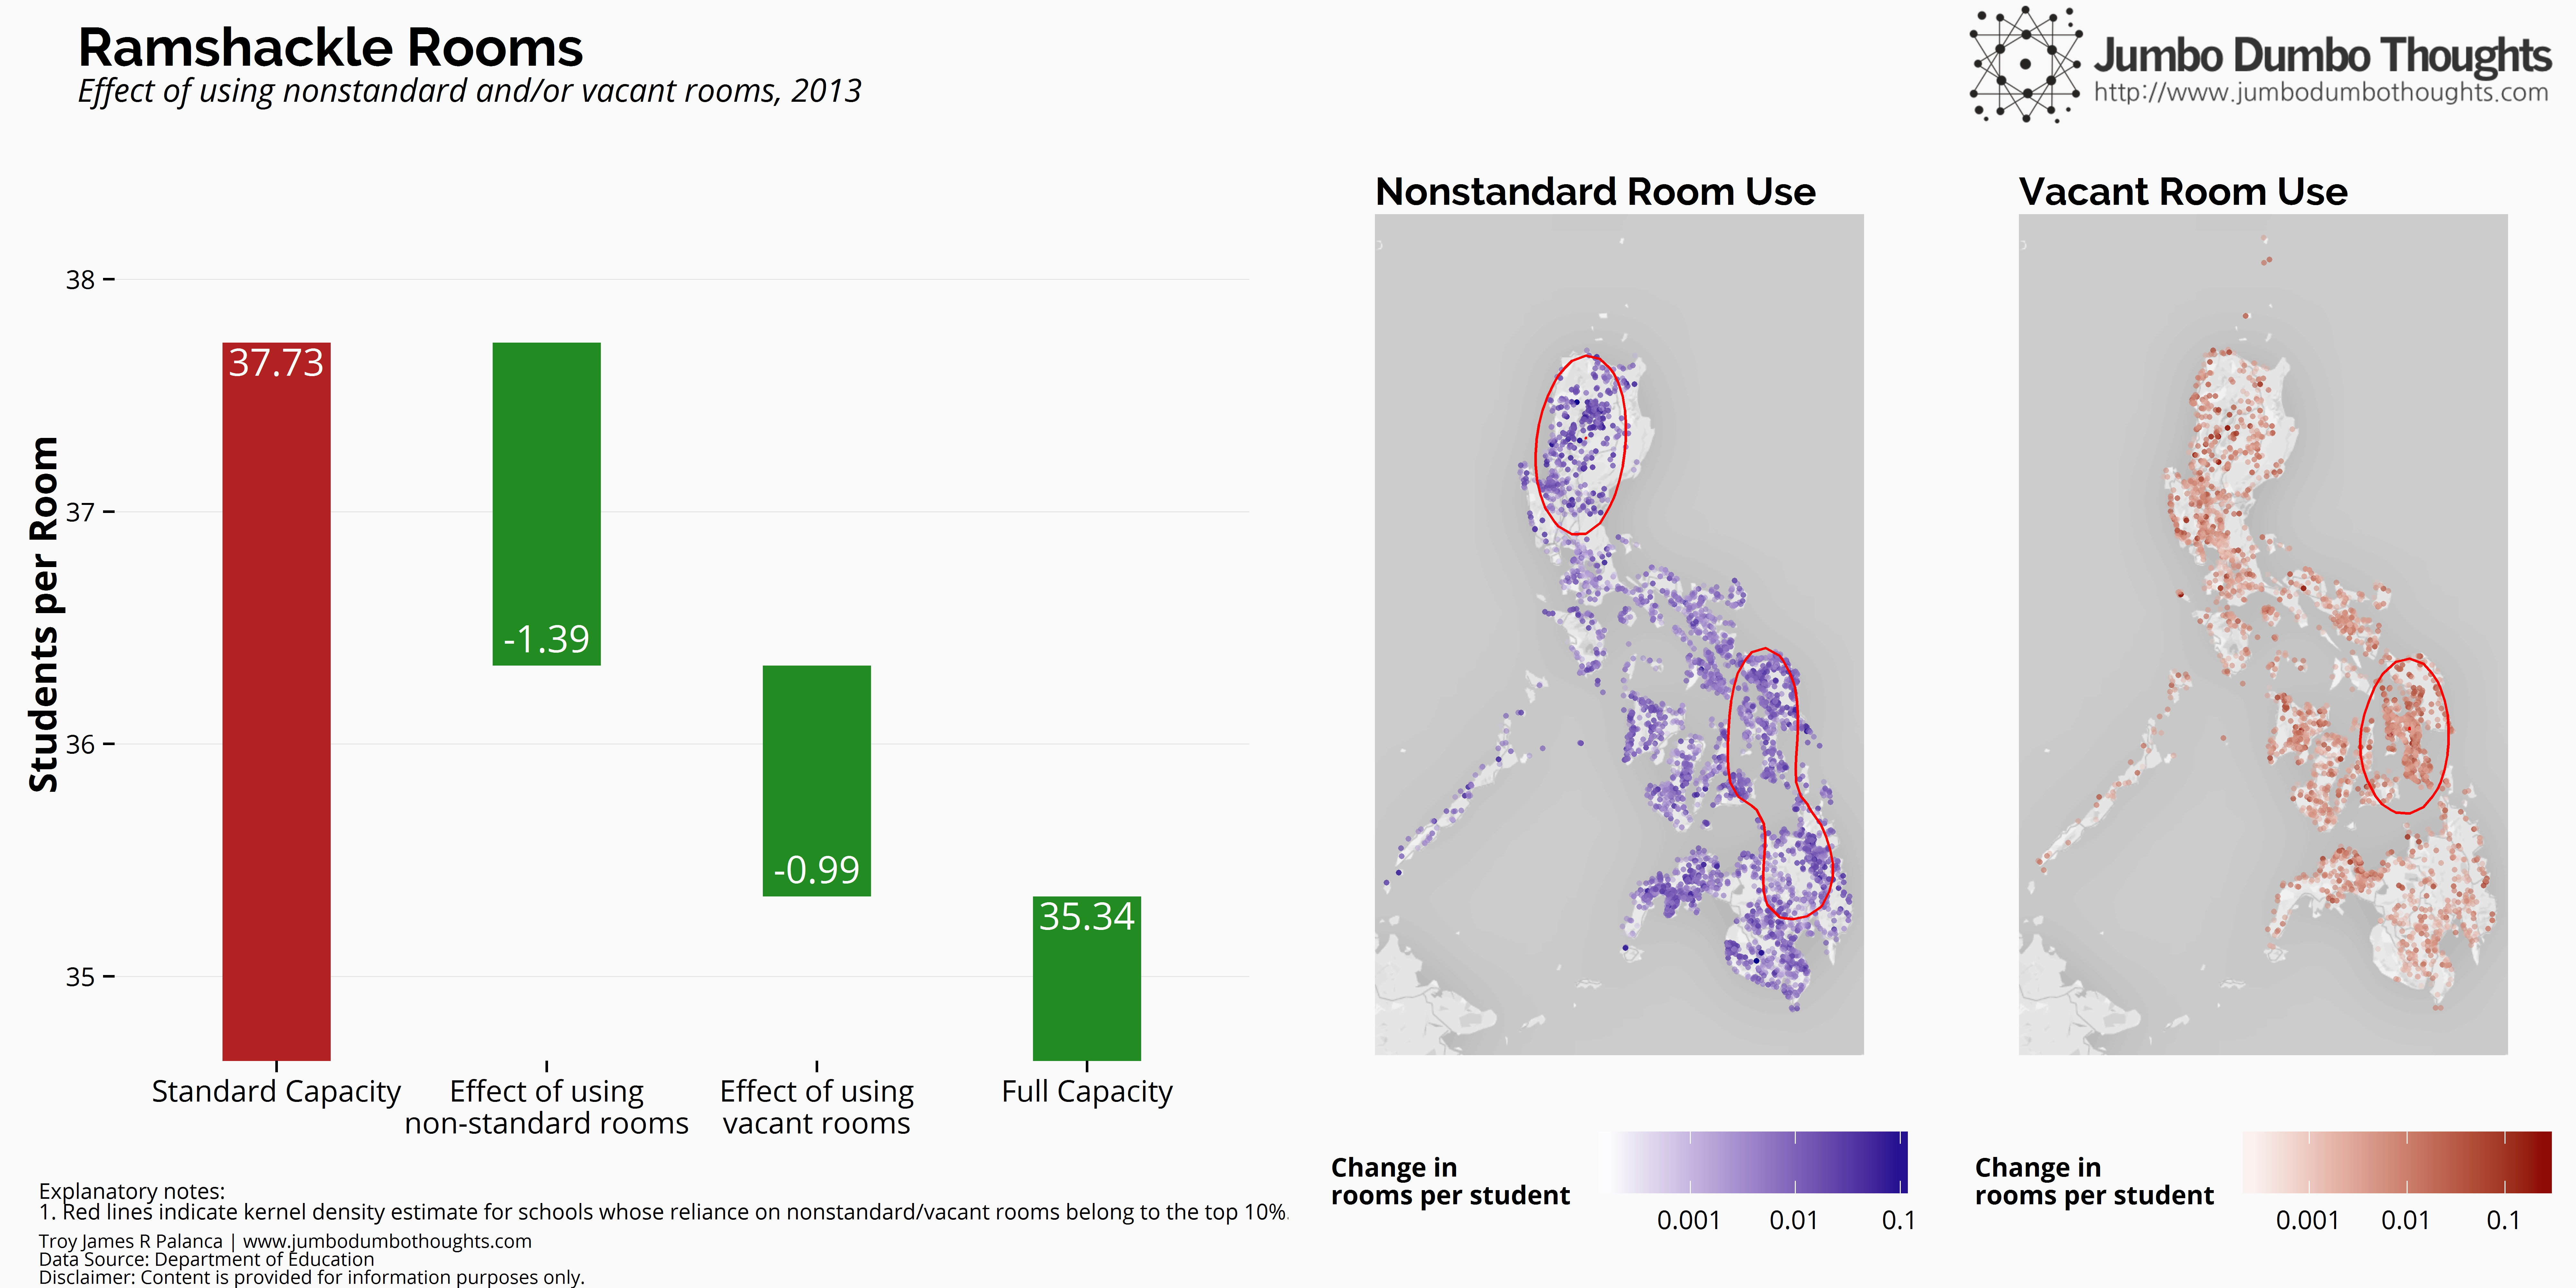 Ramshackle Rooms
Effect of using nonstandard and/or vacant rooms, 2013
Jumbo Dumbo Thoughts
http://www.jumbodumbothoughts.com
Students per Room
38
37
36
35
37.73
-1.39
-0.99
35.34
Standard Capacity
Effect of using
non-standard rooms
Effect of using
vacant rooms
Full Capacity
Nonstandard Room Use
Vacant Room Use
Change in
rooms per student
0.001 0.01 0.1
Change in
rooms per student
0.001 0.01 0.1
Explanatory notes:
1. Red lines indicate kernel density estimate for schools whose reliance on nonstandard/vacant rooms belong to the top 10%.
Troy James R Palanca | www.jumbodumbothoughts.com
Data Source: Department of Education
Disclaimer: Content is provided for information purposes only.